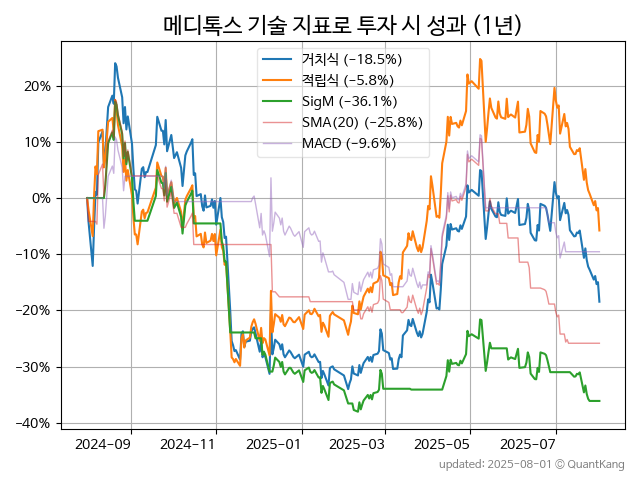 메디톡스 기술 지표로 투자 시 성과 (1년)
거치식 (−18.5%)
적립식 (−5.8%)
SigM (−36.1%)
SMA(20) (−25.8%)
MACD (−9.6%)
20%
10%
0%
−10%
−20%
−30%
−40%
2024−09 2024−11 2025−01 2025−03 2025−05 2025−07
updated: 2025-08-01 © QuantKang